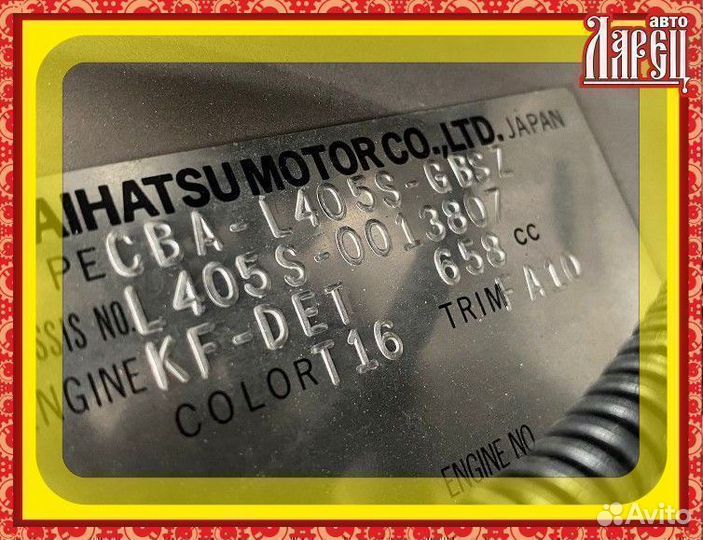 авто
Ларец
AIHATSU MOTOR CO.,LTD. JAPAN
PE CBA-L405S-GBSZ
SSIS NO. L405S-0013807
ENGINE KF-DET 658 cc
COLOR T16 TRIM FA10
ENGINE NO
Avito